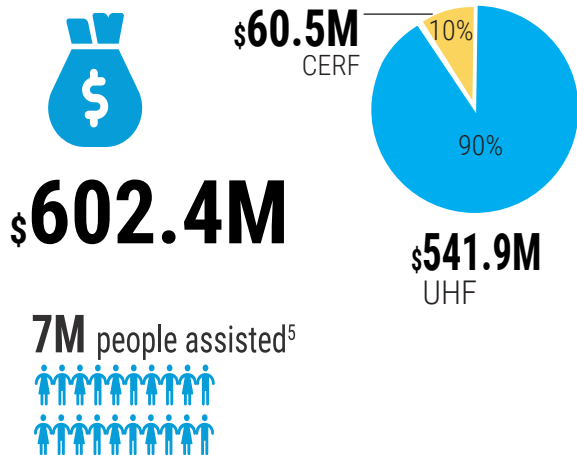 $60.5M
CERF
10%
90%
$
$602.4M
$541.9M
UHF
7M people assisted5